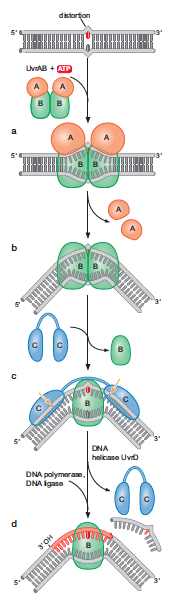 distortion
5' 3'
UvrAB + ATP
A A
B B
a
A A
5' 3'
B B
A
A
b
B B
5' 3'
C C
B
c
B
C C
5' 3'
DNA
helicase UvrD
DNA polymerase,
DNA ligase
C C
d
3' OH
B
5' 3'